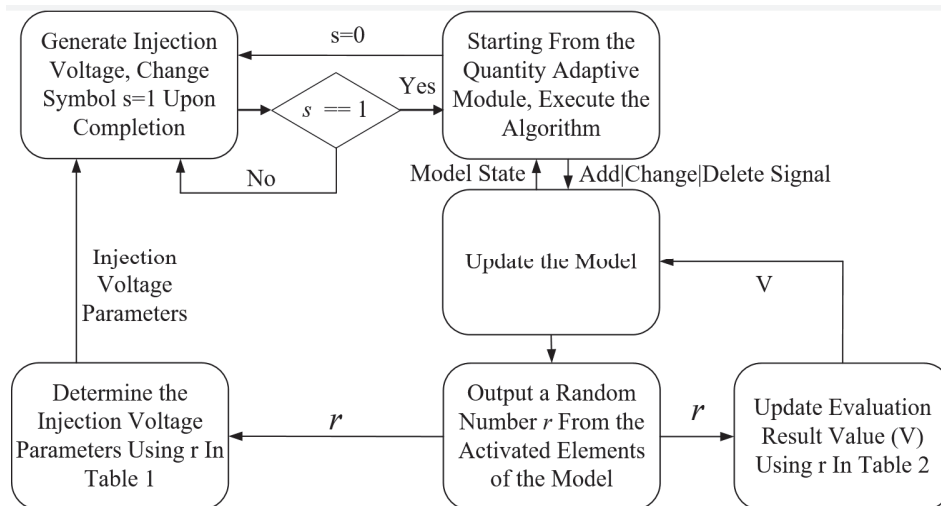 Generate Injection
Voltage, Change
Symbol s=1 Upon
Completion
s=0
s == 1
Yes
No
Starting From the
Quantity Adaptive
Module, Execute the
Algorithm
Model State
Add|Change|Delete Signal
Update the Model
V
Injection
Voltage
Parameters
Determine the
Injection Voltage
Parameters Using r In
Table 1
r
Output a Random
Number r From the
Activated Elements
of the Model
r
Update Evaluation
Result Value (V)
Using r In Table 2